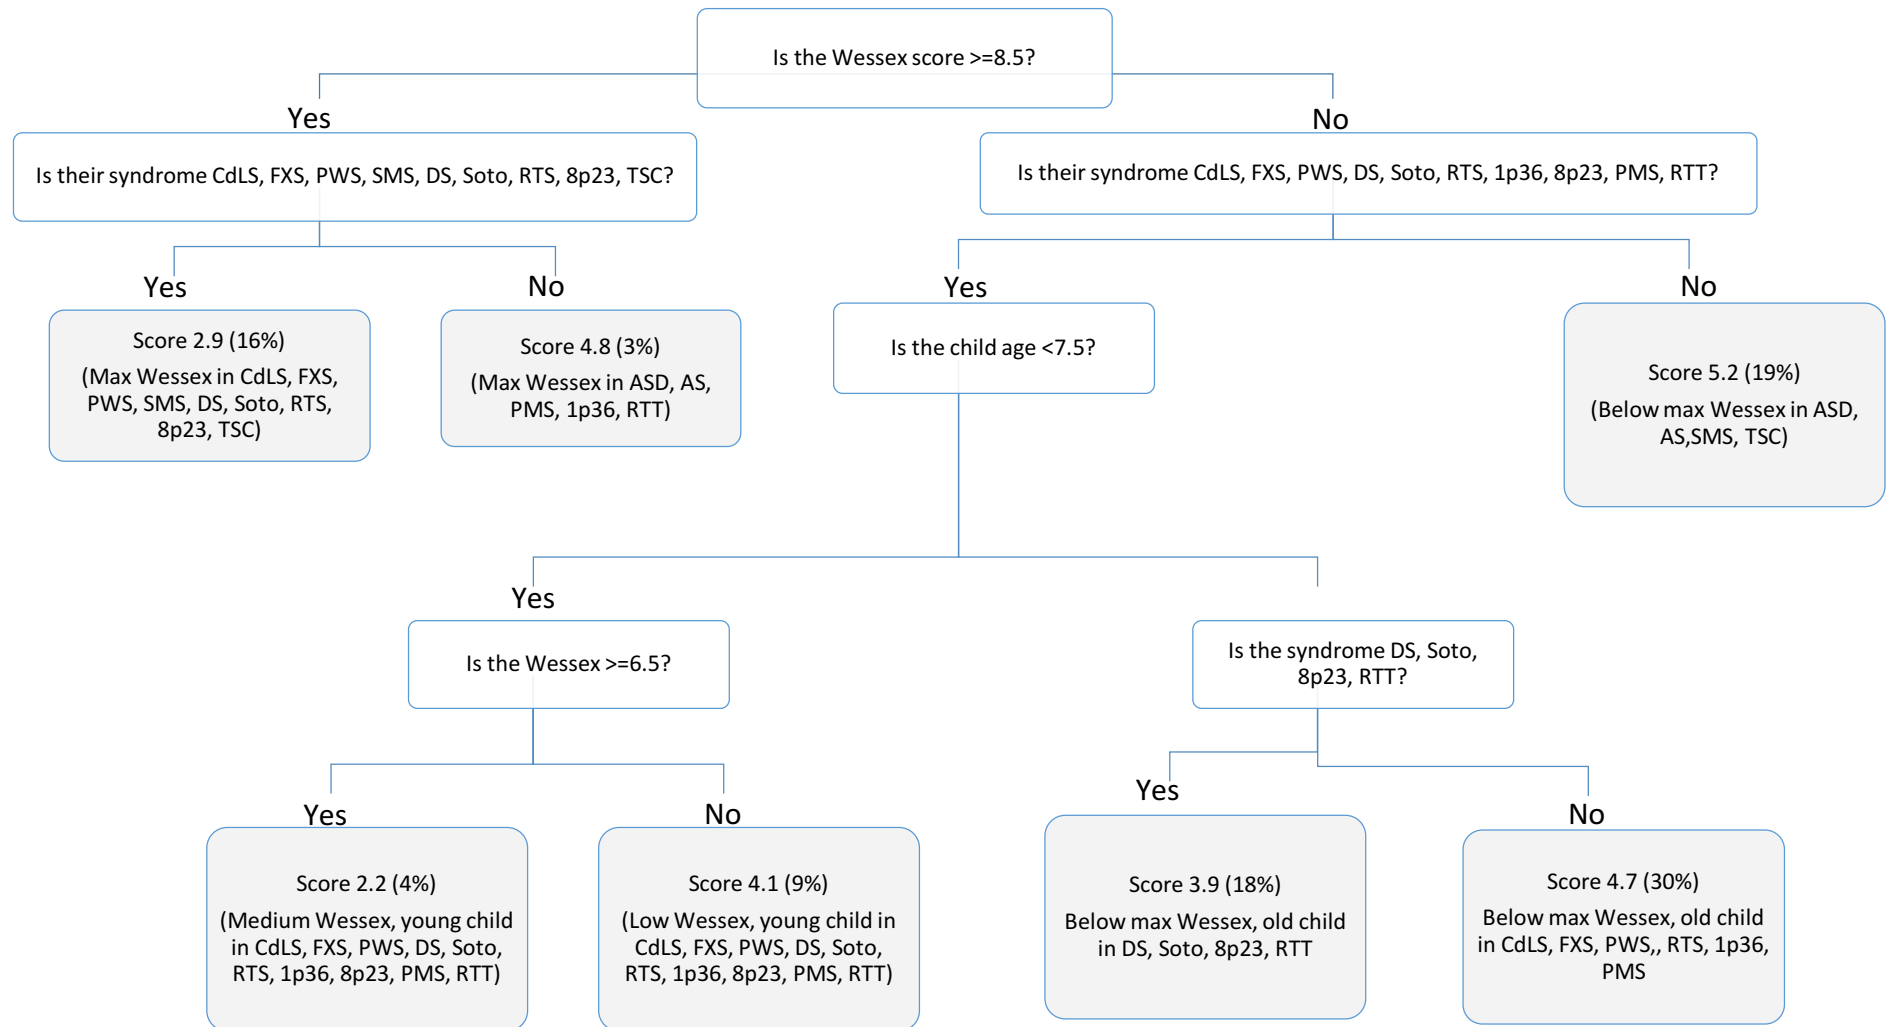 Is the Wessex score >=8.5?
Yes
No
Is their syndrome CdLS, FXS, PWS, SMS, DS, Soto, RTS, 8p23, TSC?
Is their syndrome CdLS, FXS, PWS, DS, Soto, RTS, 1p36, 8p23, PMS, RTT?
Yes
No
Yes
No
Score 2.9 (16%)
(Max Wessex in CdLS, FXS,
PWS, SMS, DS, Soto, RTS,
8p23, TSC)
Score 4.8 (3%)
(Max Wessex in ASD, AS,
PMS, 1p36, RTT)
Is the child age <7.5?
Score 5.2 (19%)
(Below max Wessex in ASD,
AS,SMS, TSC)
Yes
Is the Wessex >=6.5?
Is the syndrome DS, Soto,
8p23, RTT?
Yes
No
Yes
No
Score 2.2 (4%)
(Medium Wessex, young child
in CdLS, FXS, PWS, DS, Soto,
RTS, 1p36, 8p23, PMS, RTT)
Score 4.1 (9%)
(Low Wessex, young child in
CdLS, FXS, PWS, DS, Soto,
RTS, 1p36, 8p23, PMS, RTT)
Score 3.9 (18%)
Below max Wessex, old child
in DS, Soto, 8p23, RTT
Score 4.7 (30%)
Below max Wessex, old child
in CdLS, FXS, PWS,, RTS, 1p36,
PMS